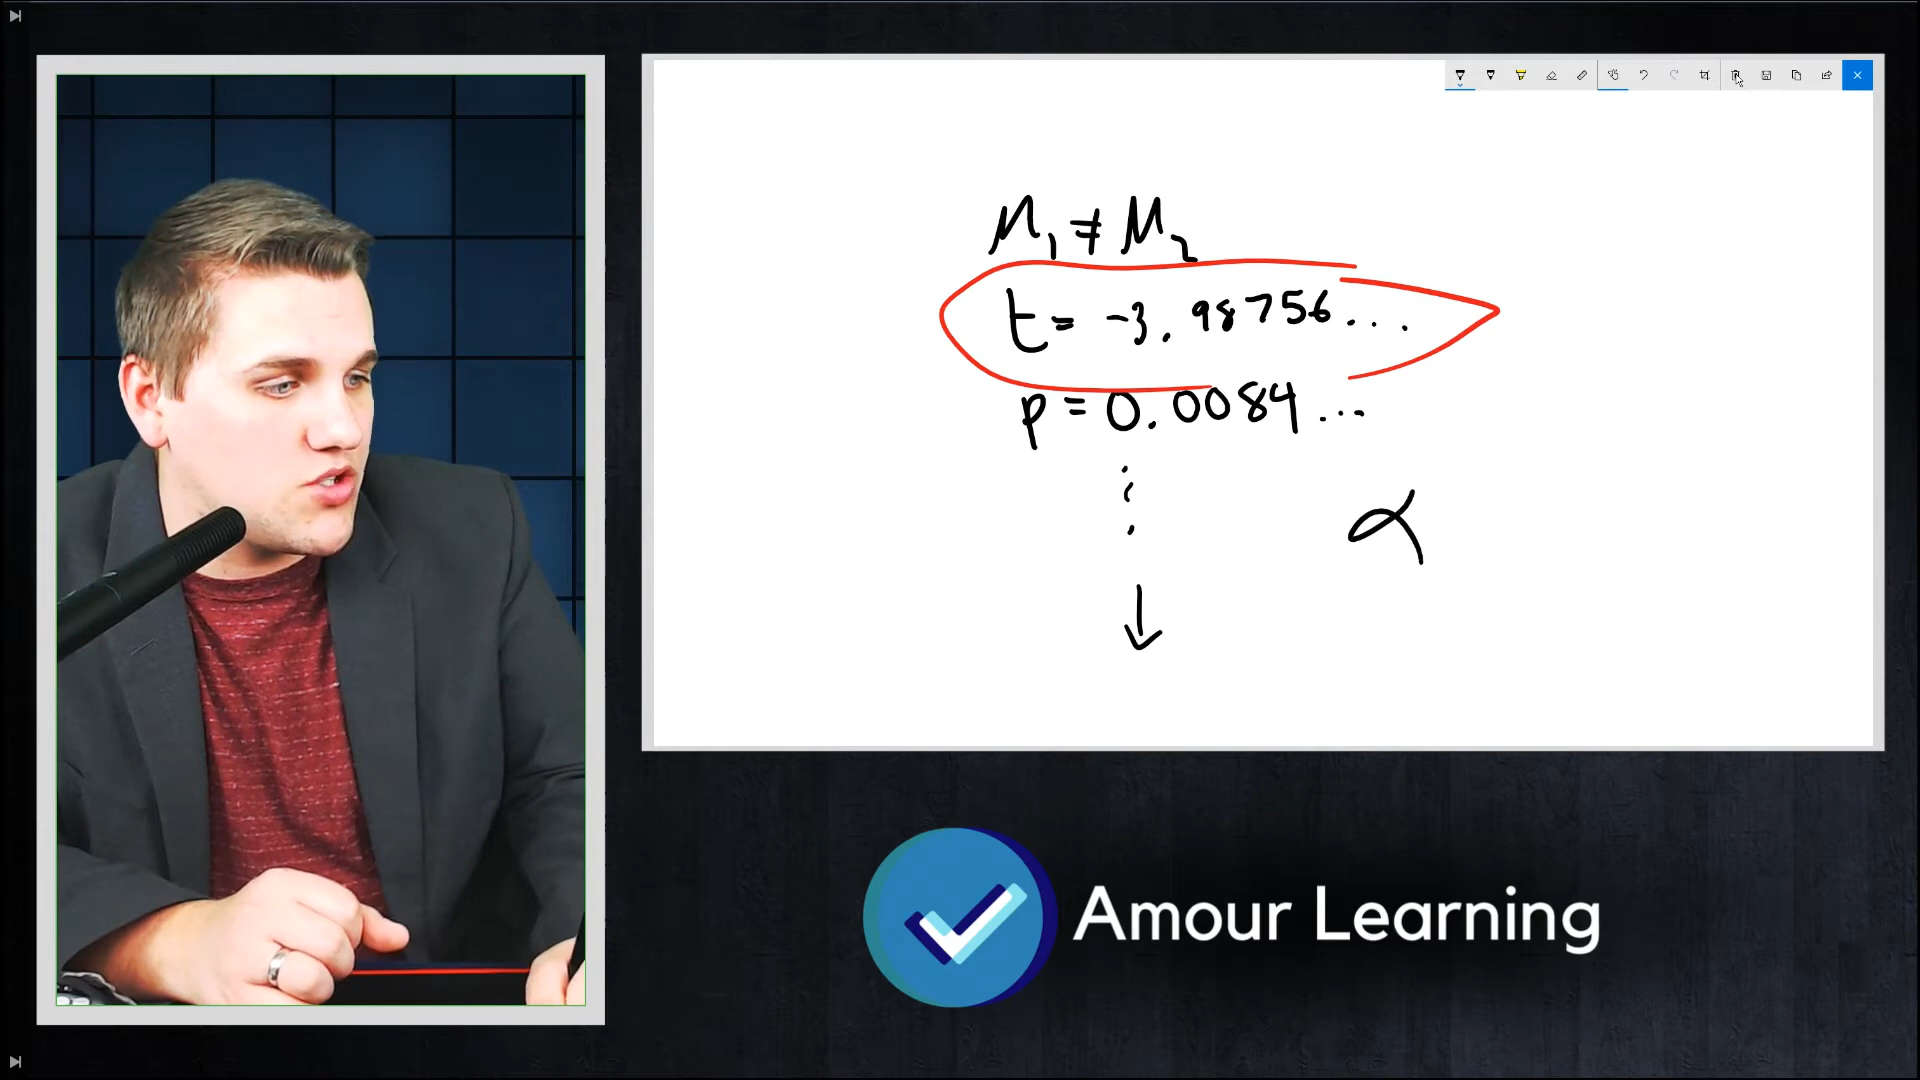 μ₁ ≠ μ₂
t = -3.98756...
p = 0.0084...
α
Amour Learning